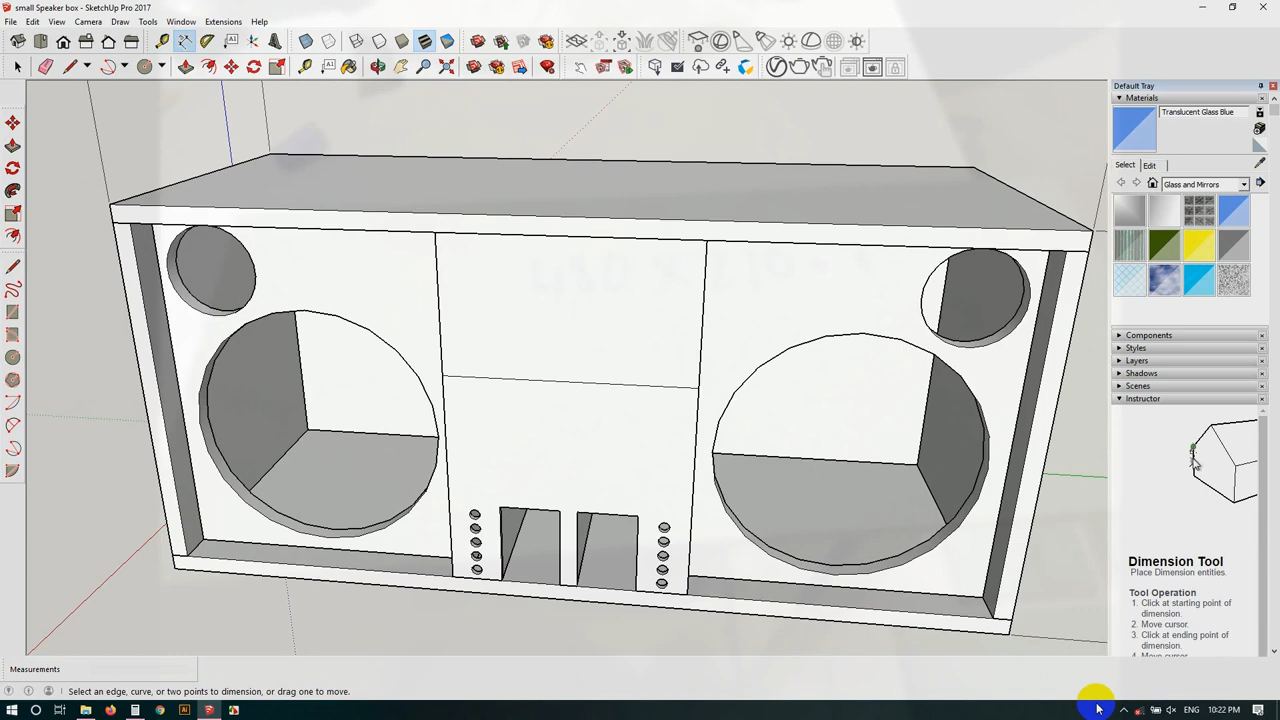 small Speaker box - SketchUp Pro 2017
File Edit View Camera Draw Tools Window Extensions Help
Default Tray
Materials
Translucent Glass Blue
Select Edit
Glass and Mirrors
Components
Styles
Layers
Shadows
Scenes
Instructor
Dimension Tool
Place Dimension entities.
Tool Operation
1. Click at starting point of
dimension.
2. Move cursor.
3. Click at ending point of
dimension.
4. Move cursor
Measurements
Select an edge, curve, or two points to dimension, or drag one to move.
ENG 10:22 PM